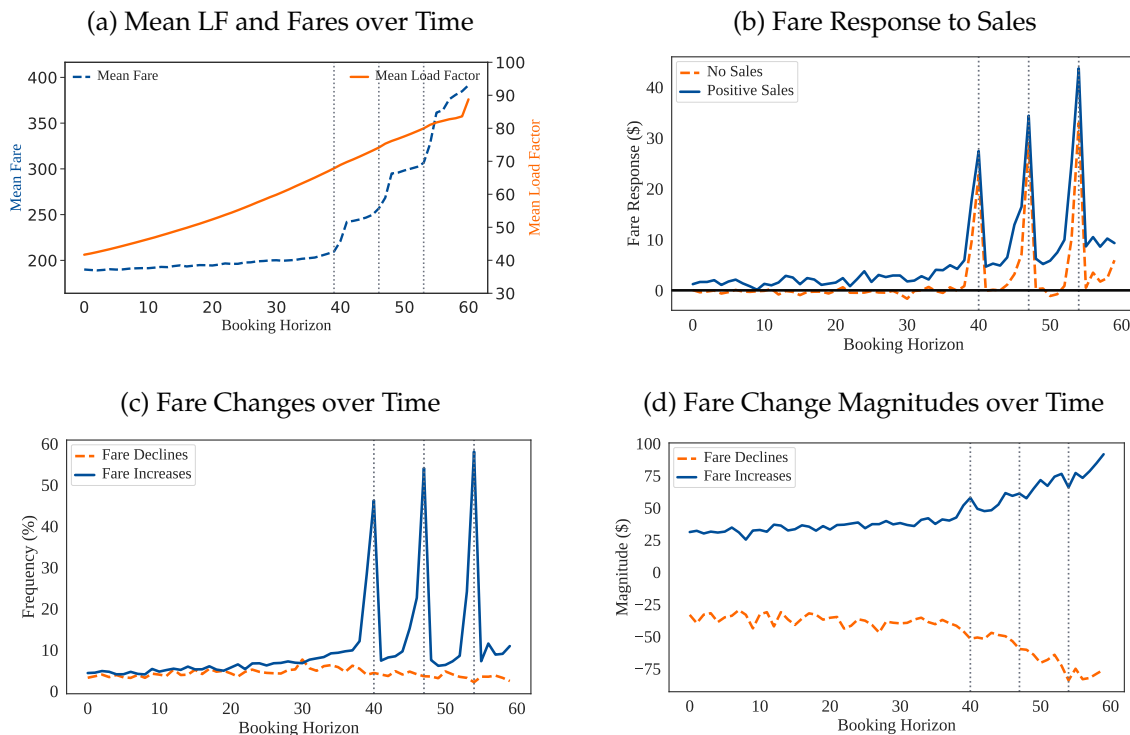 (a) Mean LF and Fares over Time
Mean Fare
Mean Load Factor
400
350
300
250
200
100
90
80
70
60
50
40
30
0
10
20
30
40
50
60
Mean Fare
Mean Load Factor
Booking Horizon
(b) Fare Response to Sales
No Sales
Positive Sales
40
30
20
10
0
0
10
20
30
40
50
60
Fare Response ($)
Booking Horizon
(c) Fare Changes over Time
Fare Declines
Fare Increases
60
50
40
30
20
10
0
0
10
20
30
40
50
60
Frequency (%)
Booking Horizon
(d) Fare Change Magnitudes over Time
Fare Declines
Fare Increases
100
75
50
25
0
−25
−50
−75
0
10
20
30
40
50
60
Magnitude ($)
Booking Horizon